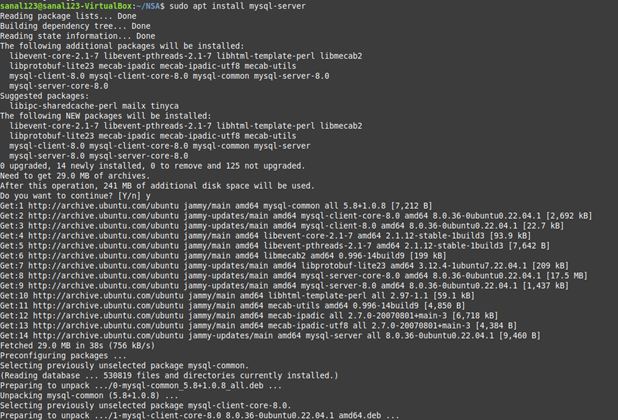 sanal123@sanal123-VirtualBox:~/NSA$ sudo apt install mysql-server
Reading package lists... Done
Building dependency tree... Done
Reading state information... Done
The following additional packages will be installed:
libevent-core-2.1-7 libevent-pthreads-2.1-7 libhtml-template-perl libmecab2
libprotobuf-lite23 mecab-ipadic mecab-ipadic-utf8 mecab-utils
mysql-client-8.0 mysql-client-core-8.0 mysql-common mysql-server-8.0
mysql-server-core-8.0
Suggested packages:
libipc-sharedcache-perl mailx tinyca
The following NEW packages will be installed:
libevent-core-2.1-7 libevent-pthreads-2.1-7 libhtml-template-perl libmecab2
libprotobuf-lite23 mecab-ipadic mecab-ipadic-utf8 mecab-utils
mysql-client-8.0 mysql-client-core-8.0 mysql-common mysql-server
mysql-server-8.0 mysql-server-core-8.0
0 upgraded, 14 newly installed, 0 to remove and 125 not upgraded.
Need to get 29.0 MB of archives.
After this operation, 241 MB of additional disk space will be used.
Do you want to continue? [Y/n] y
Get:1 http://archive.ubuntu.com/ubuntu jammy/main amd64 mysql-common all 5.8+1.0.8 [7,212 B]
Get:2 http://archive.ubuntu.com/ubuntu jammy-updates/main amd64 mysql-client-core-8.0 amd64 8.0.36-0ubuntu0.22.04.1 [2,692 kB]
Get:3 http://archive.ubuntu.com/ubuntu jammy-updates/main amd64 mysql-client-8.0 amd64 8.0.36-0ubuntu0.22.04.1 [22.7 kB]
Get:4 http://archive.ubuntu.com/ubuntu jammy/main amd64 libevent-core-2.1-7 amd64 2.1.12-stable-1build3 [93.9 kB]
Get:5 http://archive.ubuntu.com/ubuntu jammy/main amd64 libevent-pthreads-2.1-7 amd64 2.1.12-stable-1build3 [7,642 B]
Get:6 http://archive.ubuntu.com/ubuntu jammy/main amd64 libmecab2 amd64 0.996-14build9 [199 kB]
Get:7 http://archive.ubuntu.com/ubuntu jammy-updates/main amd64 libprotobuf-lite23 amd64 3.12.4-1ubuntu7.22.04.1 [209 kB]
Get:8 http://archive.ubuntu.com/ubuntu jammy-updates/main amd64 mysql-server-core-8.0 amd64 8.0.36-0ubuntu0.22.04.1 [17.5 MB]
Get:9 http://archive.ubuntu.com/ubuntu jammy-updates/main amd64 mysql-server-8.0 amd64 8.0.36-0ubuntu0.22.04.1 [1,437 kB]
Get:10 http://archive.ubuntu.com/ubuntu jammy/main amd64 libhtml-template-perl all 2.97-1.1 [59.1 kB]
Get:11 http://archive.ubuntu.com/ubuntu jammy/main amd64 mecab-utils amd64 0.996-14build9 [4,850 B]
Get:12 http://archive.ubuntu.com/ubuntu jammy/main amd64 mecab-ipadic all 2.7.0-20070801+main-3 [6,718 kB]
Get:13 http://archive.ubuntu.com/ubuntu jammy/main amd64 mecab-ipadic-utf8 all 2.7.0-20070801+main-3 [4,384 B]
Get:14 http://archive.ubuntu.com/ubuntu jammy-updates/main amd64 mysql-server all 8.0.36-0ubuntu0.22.04.1 [9,460 B]
Fetched 29.0 MB in 38s (756 kB/s)
Preconfiguring packages ...
Selecting previously unselected package mysql-common.
(Reading database ... 530819 files and directories currently installed.)
Preparing to unpack .../0-mysql-common_5.8+1.0.8_all.deb ...
Unpacking mysql-common (5.8+1.0.8) ...
Selecting previously unselected package mysql-client-core-8.0.
Preparing to unpack .../1-mysql-client-core-8.0_8.0.36-0ubuntu0.22.04.1_amd64.deb ...